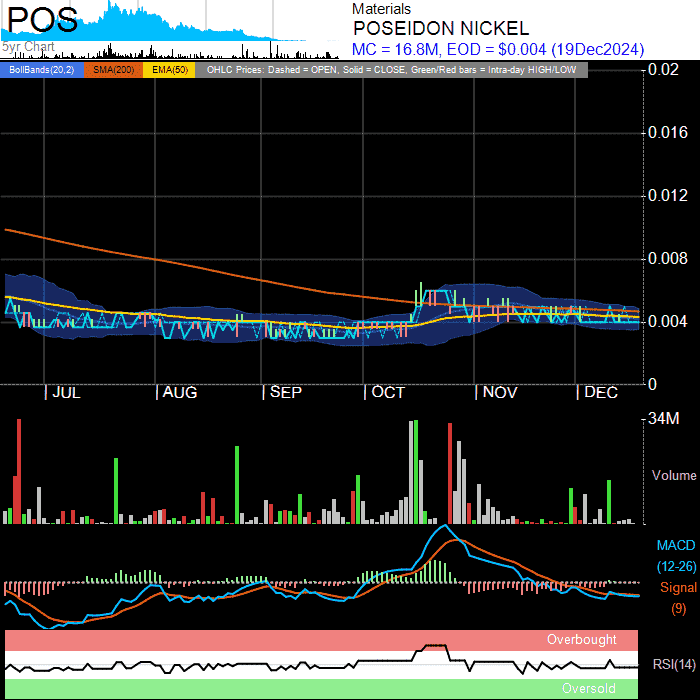 POS
5yr Chart
Materials
POSEIDON NICKEL
MC = 16.8M, EOD = $0.004 (19Dec2024)
BollBands(20,2) SMA(200) EMA(50) OHLC Prices: Dashed = OPEN, Solid = CLOSE, Green/Red bars = Intra-day HIGH/LOW
0.02
0.016
0.012
0.008
0.004
0
JUL AUG SEP OCT NOV DEC
34M
Volume
MACD
(12-26)
Signal
(9)
Overbought
RSI(14)
Oversold